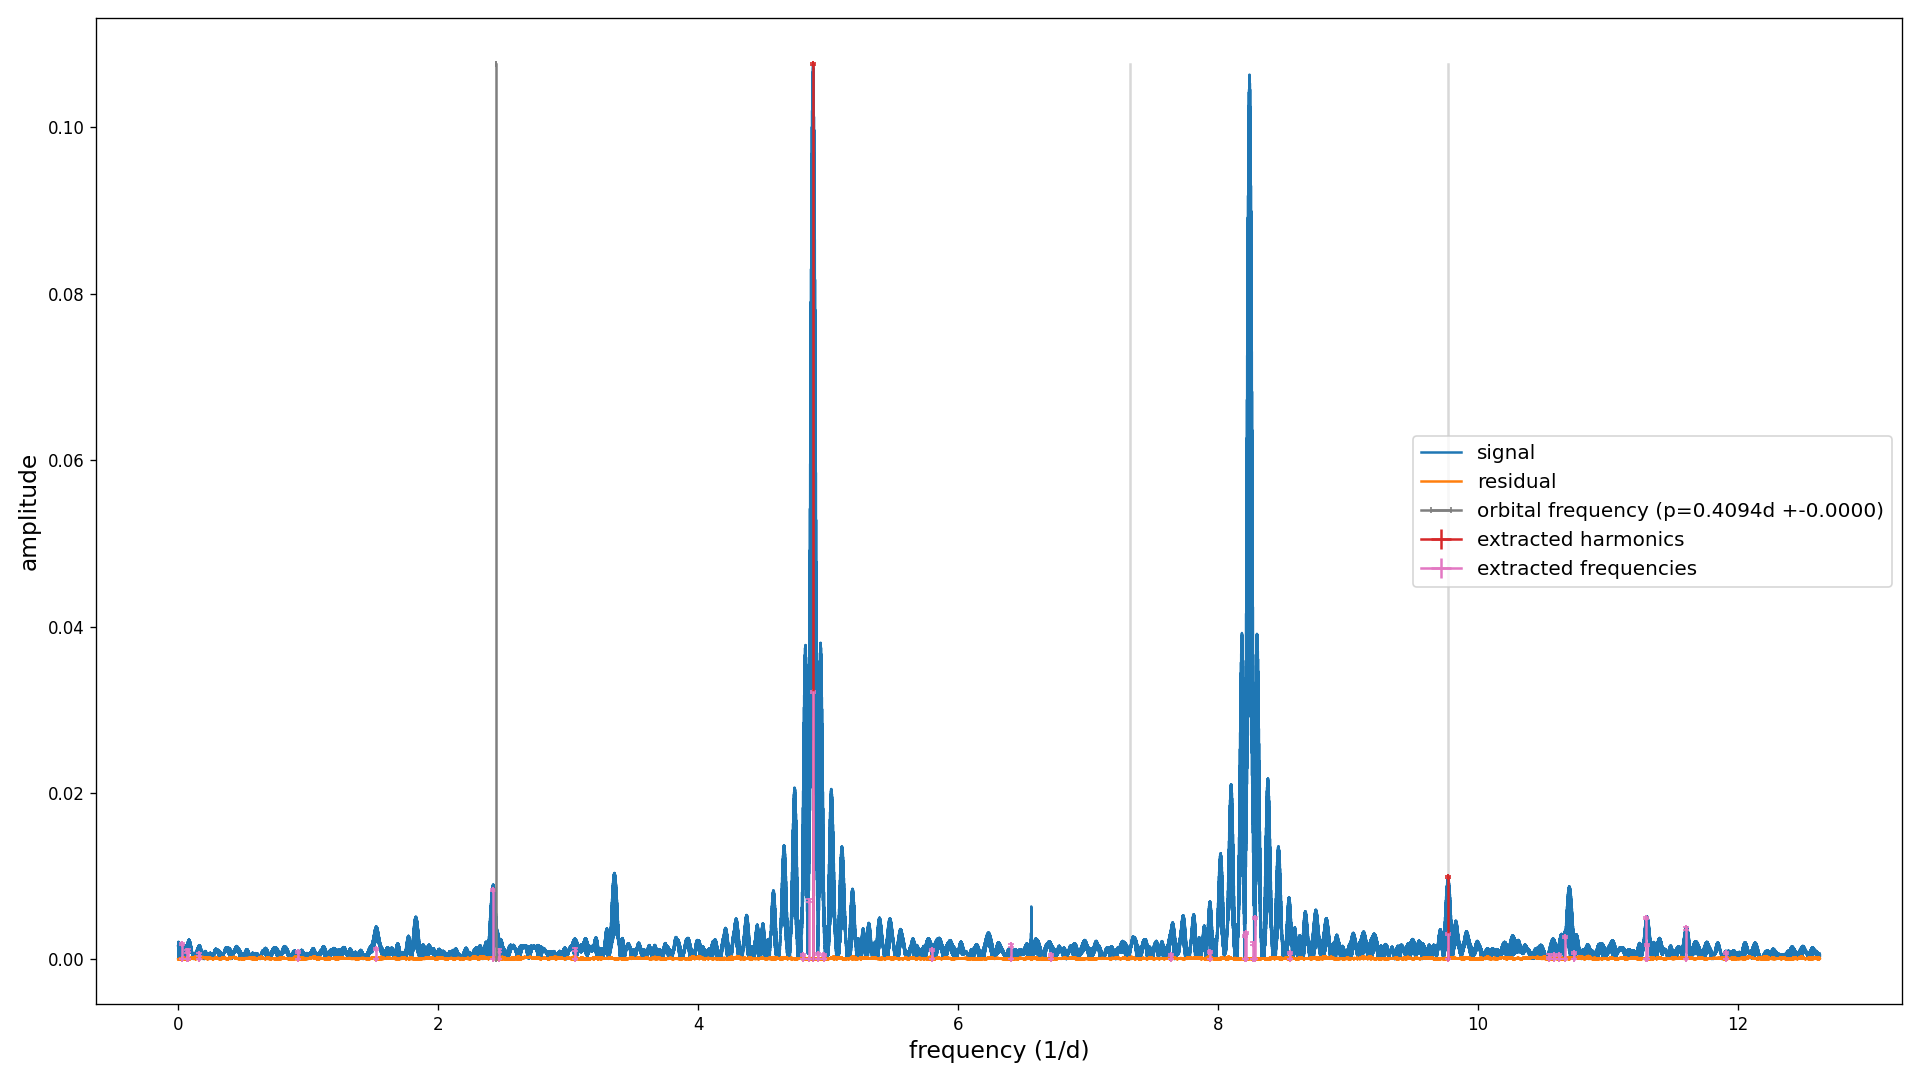 amplitude
0.10
0.08
0.06
0.04
0.02
0.00
signal
residual
orbital frequency (p=0.4094d +-0.0000)
extracted harmonics
extracted frequencies
0 2 4 6 8 10 12
frequency (1/d)